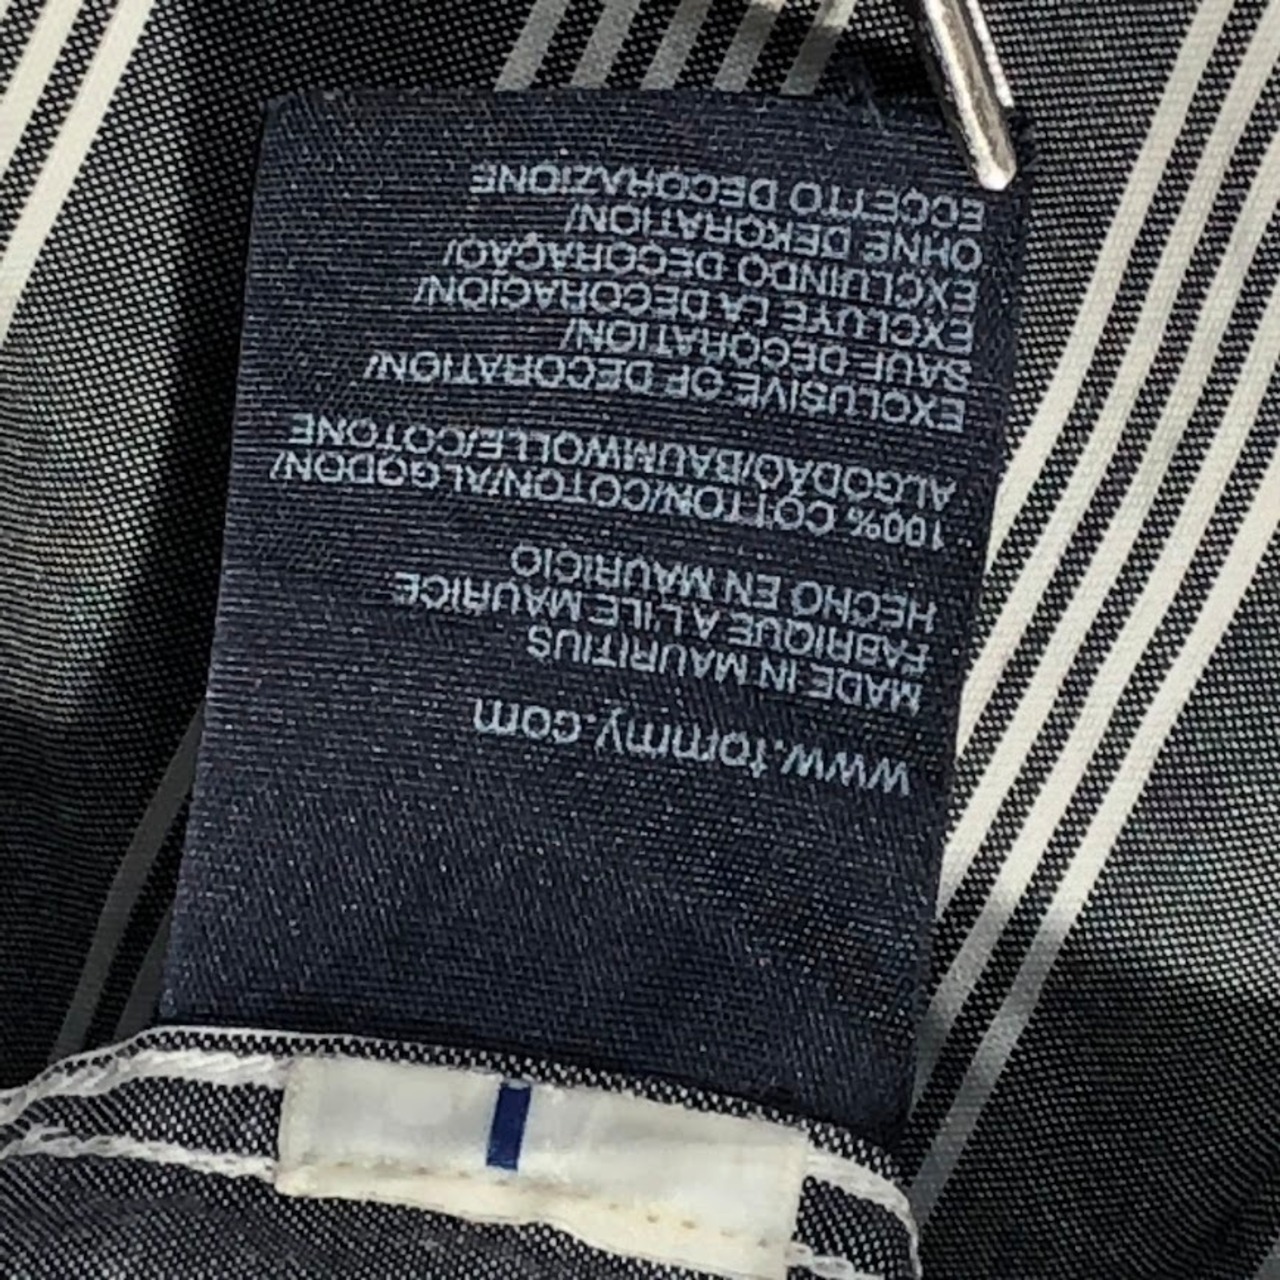 www.tommy.com
MADE IN MAURITIUS
FABRIQUE A L'ILE MAURICE
HECHO EN MAURICIO
100% COTTON/COTON/ALGODON/
ALGODÃO/BAUMWOLLE/COTONE
EXCLUSIVE OF DECORATION/
SAUF DECORATION/
EXCLUYE LA DECORACIÓN/
EXCLUINDO DECORAÇÃO/
OHNE DEKORATION/
ECCETTO DECORAZIONE